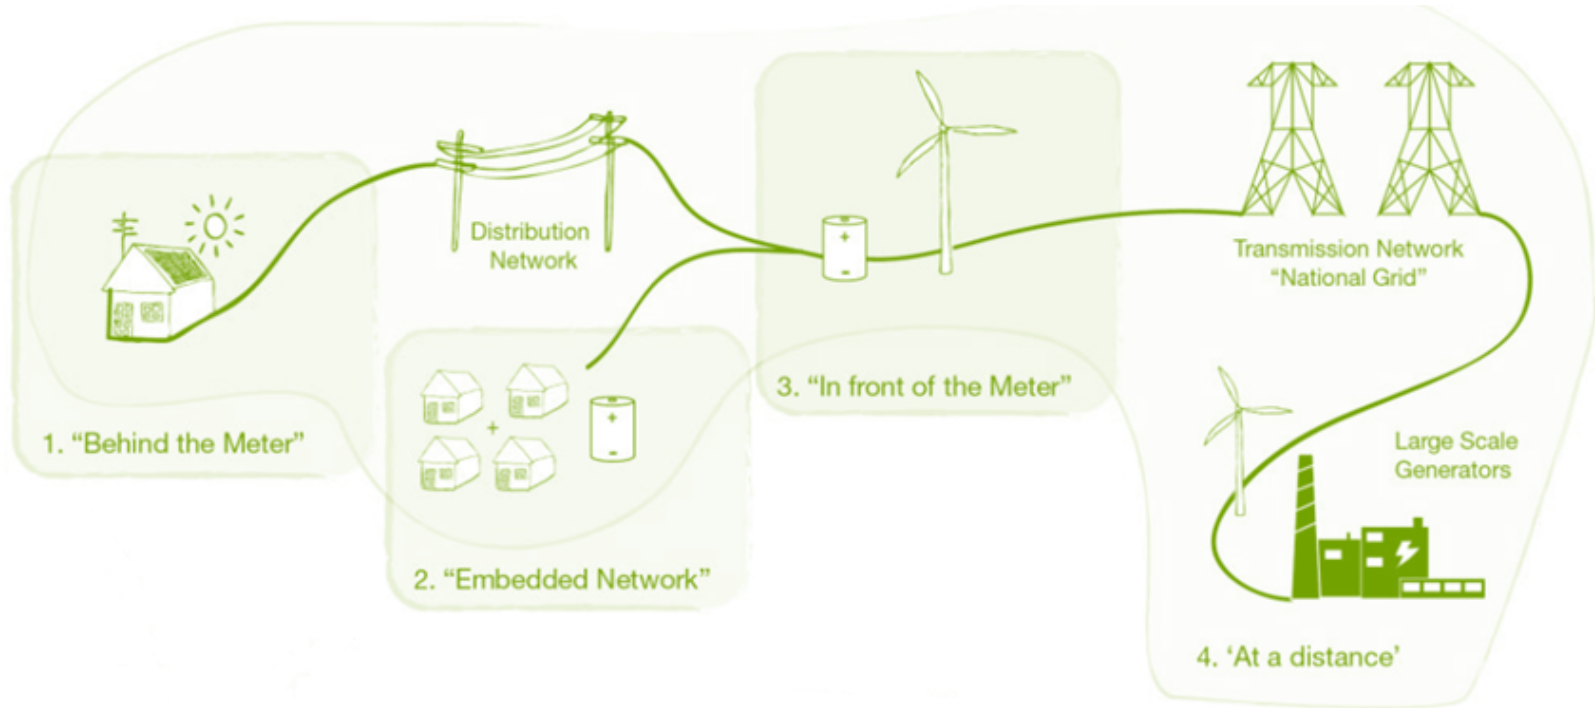 Distribution
Network
Transmission Network
“National Grid”
1. “Behind the Meter”
2. “Embedded Network”
3. “In front of the Meter”
Large Scale
Generators
4. ‘At a distance’